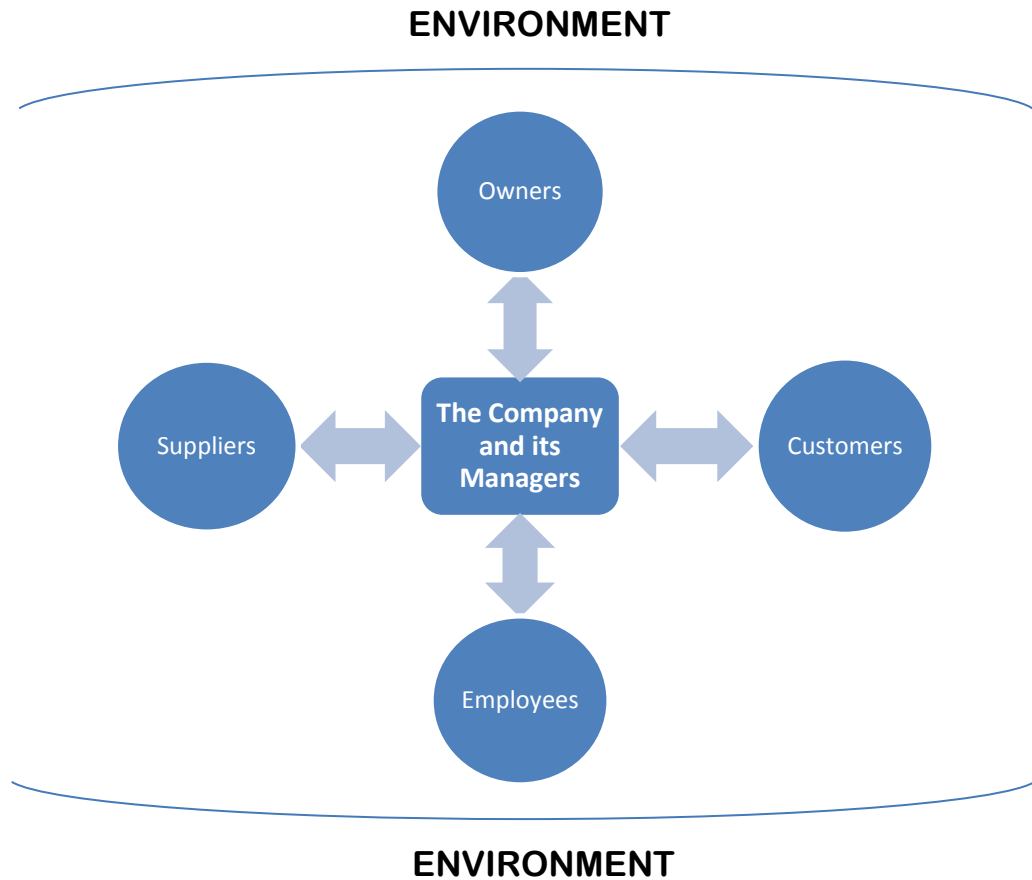 ENVIRONMENT
Owners
Suppliers
The Company
and its
Managers
Customers
Employees
ENVIRONMENT